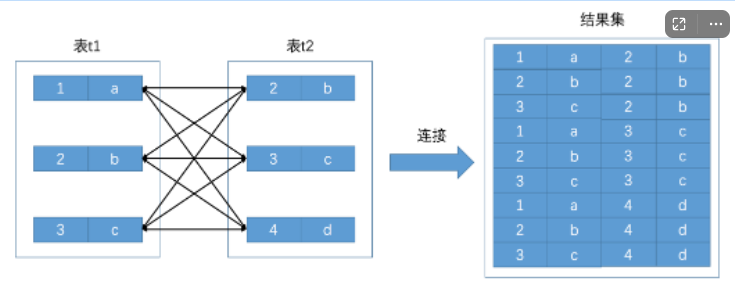 结果集
表t1
表t2
1 a
2 b
3 c
2 b
3 c
4 d
连接
1 a 2 b
2 b 2 b
3 c 2 b
1 a 3 c
2 b 3 c
3 c 3 c
1 a 4 d
2 b 4 d
3 c 4 d